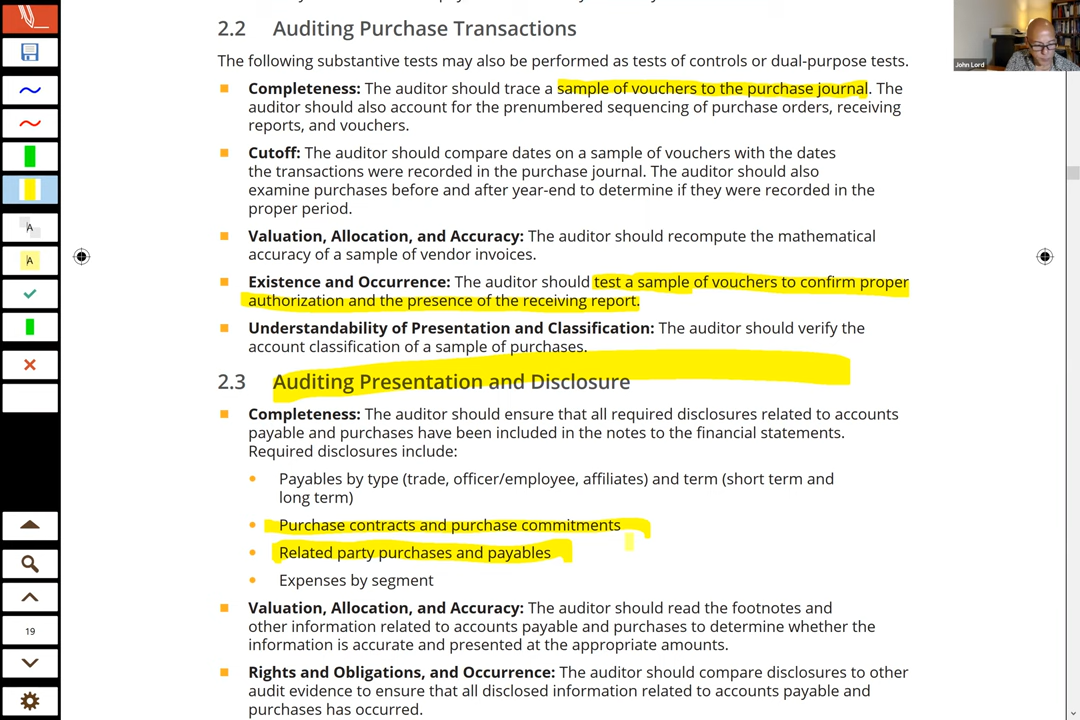 2.2 Auditing Purchase Transactions
The following substantive tests may also be performed as tests of controls or dual-purpose tests.
Completeness: The auditor should trace a sample of vouchers to the purchase journal. The
auditor should also account for the prenumbered sequencing of purchase orders, receiving
reports, and vouchers.
Cutoff: The auditor should compare dates on a sample of vouchers with the dates
the transactions were recorded in the purchase journal. The auditor should also
examine purchases before and after year-end to determine if they were recorded in the
proper period.
Valuation, Allocation, and Accuracy: The auditor should recompute the mathematical
accuracy of a sample of vendor invoices.
Existence and Occurrence: The auditor should test a sample of vouchers to confirm proper
authorization and the presence of the receiving report.
Understandability of Presentation and Classification: The auditor should verify the
account classification of a sample of purchases.
2.3 Auditing Presentation and Disclosure
Completeness: The auditor should ensure that all required disclosures related to accounts
payable and purchases have been included in the notes to the financial statements.
Required disclosures include:
Payables by type (trade, officer/employee, affiliates) and term (short term and
long term)
Purchase contracts and purchase commitments
Related party purchases and payables
Expenses by segment
Valuation, Allocation, and Accuracy: The auditor should read the footnotes and
other information related to accounts payable and purchases to determine whether the
information is accurate and presented at the appropriate amounts.
Rights and Obligations, and Occurrence: The auditor should compare disclosures to other
audit evidence to ensure that all disclosed information related to accounts payable and
purchases has occurred.
John Lord
A
A
19